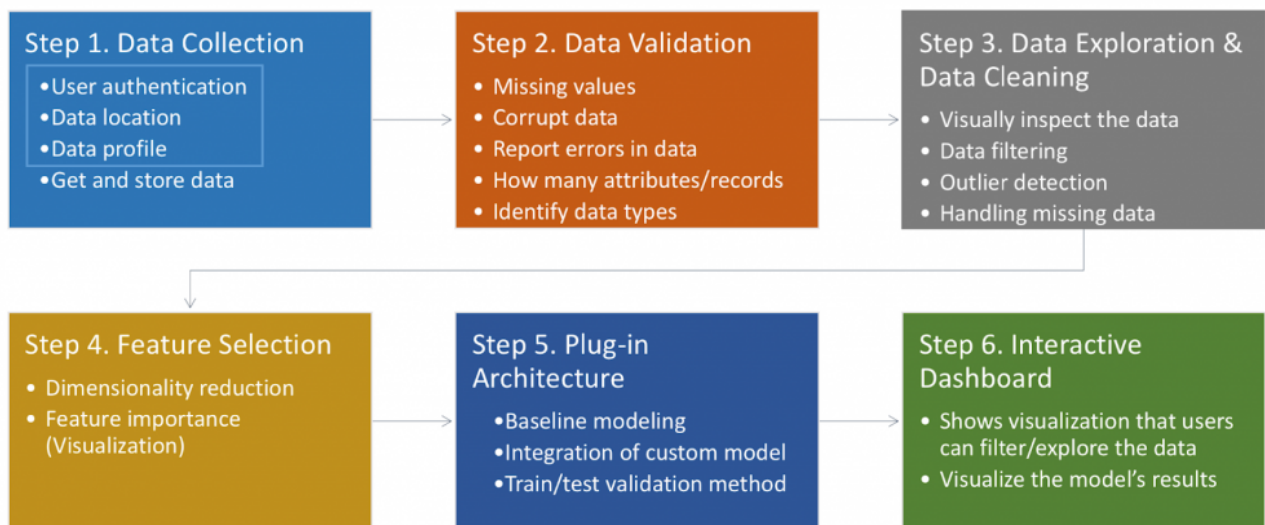 Step 1. Data Collection
•User authentication
•Data location
•Data profile
•Get and store data
Step 2. Data Validation
• Missing values
• Corrupt data
• Report errors in data
• How many attributes/records
• Identify data types
Step 3. Data Exploration &
Data Cleaning
• Visually inspect the data
• Data filtering
• Outlier detection
• Handling missing data
Step 4. Feature Selection
• Dimensionality reduction
• Feature importance
(Visualization)
Step 5. Plug-in
Architecture
•Baseline modeling
•Integration of custom model
•Train/test validation method
Step 6. Interactive
Dashboard
• Shows visualization that users
can filter/explore the data
• Visualize the model’s results